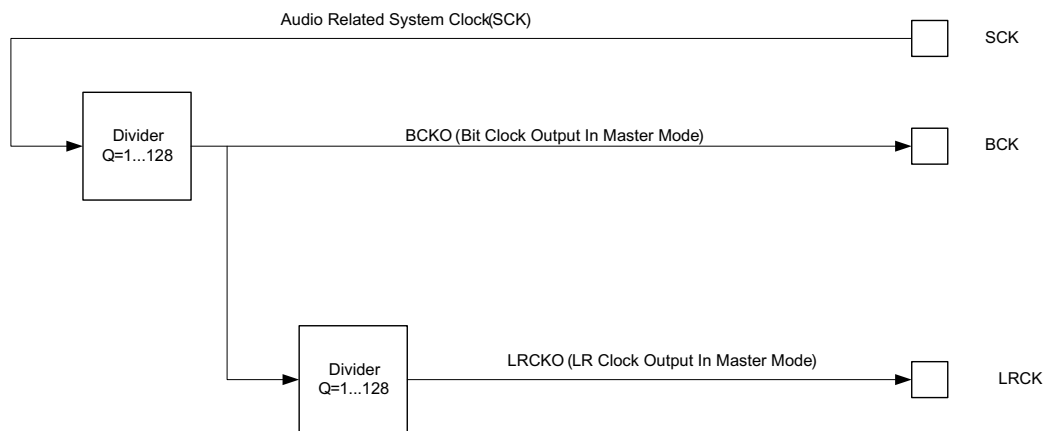 Audio Related System Clock(SCK)
SCK
Divider
Q=1...128
BCKO (Bit Clock Output In Master Mode)
BCK
Divider
Q=1...128
LRCKO (LR Clock Output In Master Mode)
LRCK